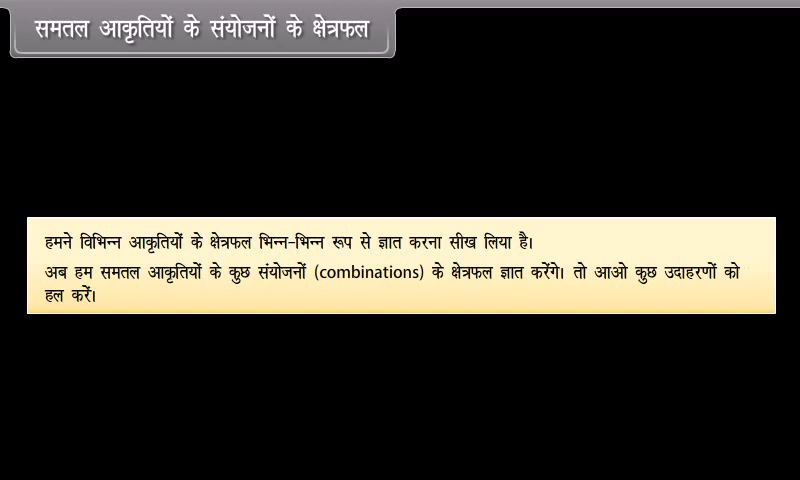 समतल आकृतियों के संयोजनों के क्षेत्रफल
हमने विभिन्न आकृतियों के क्षेत्रफल भिन्न-भिन्न रूप से ज्ञात करना सीख लिया है।
अब हम समतल आकृतियों के कुछ संयोजनों (combinations) के क्षेत्रफल ज्ञात करेंगे। तो आओ कुछ उदाहरणों को
हल करें।